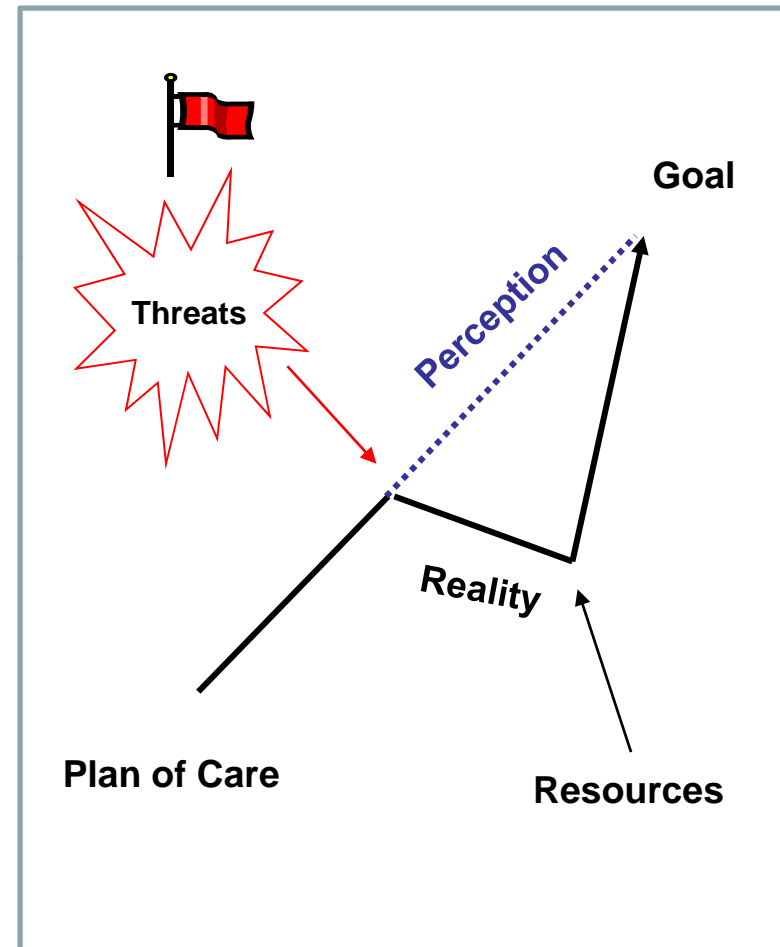 Goal
Perception
Threats
Reality
Plan of Care
Resources